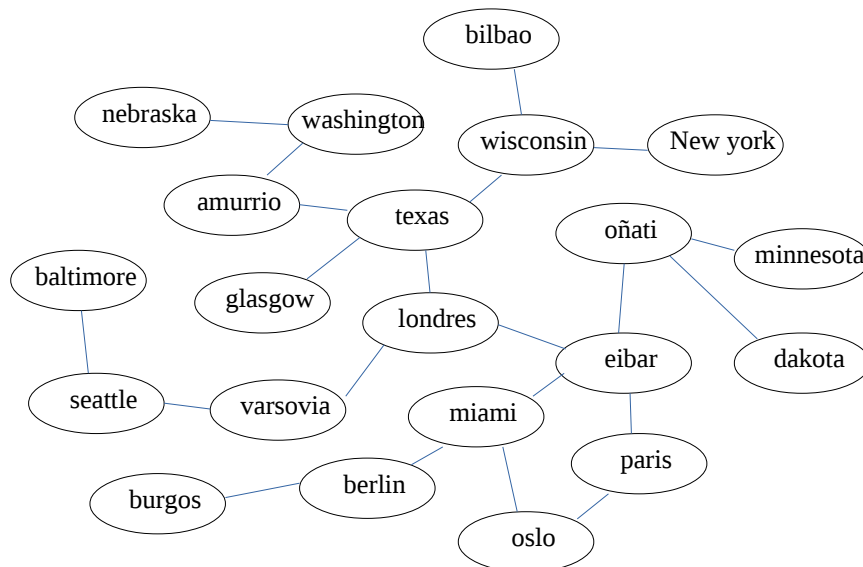 bilbao
nebraska
washington
wisconsin
New york
amurrio
texas
oñati
minnesota
baltimore
glasgow
londres
eibar
dakota
seattle
varsovia
miami
paris
burgos
berlin
oslo